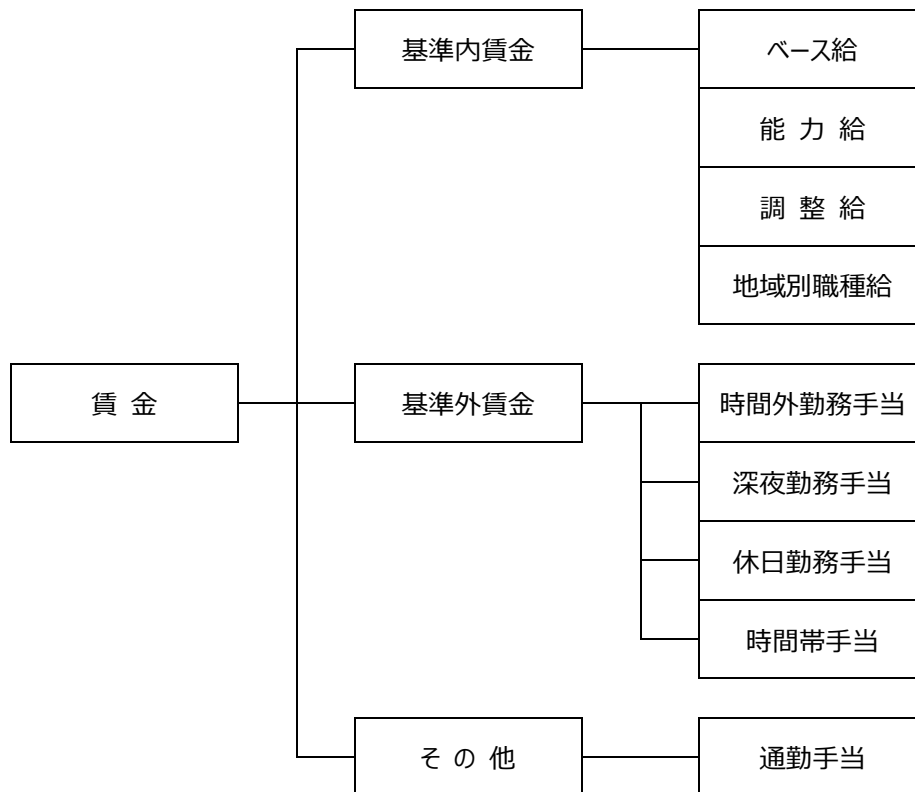 基準内賃金
ベース給
能 力 給
調 整 給
地域別職種給
賃 金
基準外賃金
時間外勤務手当
深夜勤務手当
休日勤務手当
時間帯手当
そ の 他
通勤手当